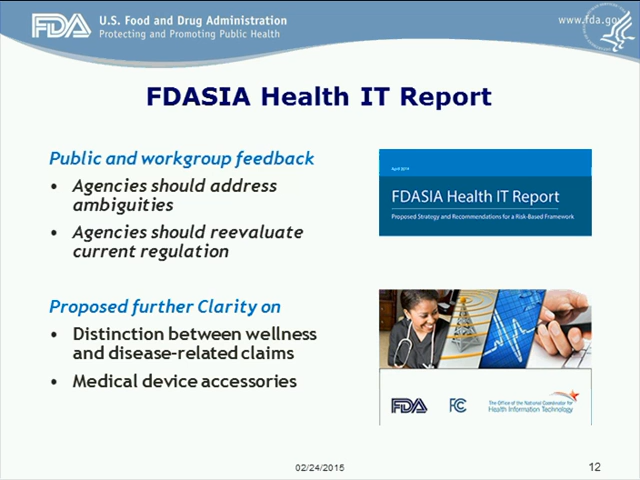 FDA U.S. Food and Drug Administration
Protecting and Promoting Public Health
www.fda.gov
FDASIA Health IT Report
Public and workgroup feedback
• Agencies should address
ambiguities
• Agencies should reevaluate
current regulation
Proposed further Clarity on
• Distinction between wellness
and disease-related claims
• Medical device accessories
April 2014
FDASIA Health IT Report
Proposed Strategy and Recommendations for a Risk-Based Framework
FDA
FC
The Office of the National Coordinator for
Health Information Technology
02/24/2015
12